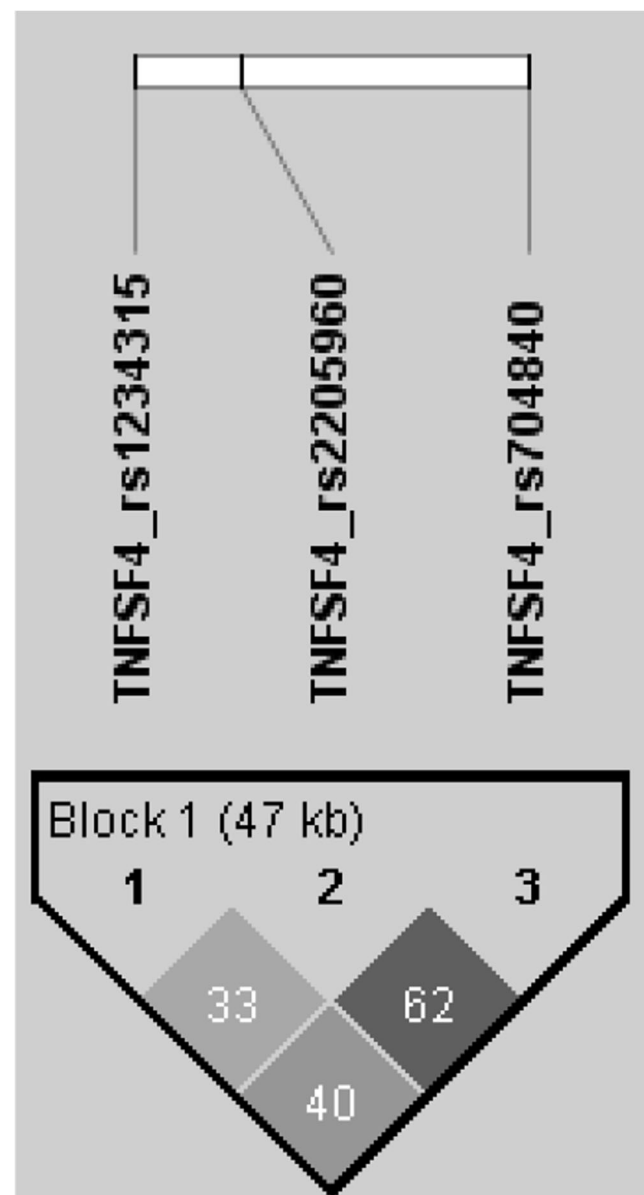 TNFSF4_rs1234315
TNFSF4_rs2205960
TNFSF4_rs704840
Block 1 (47 kb)
1 2 3
33 62
40